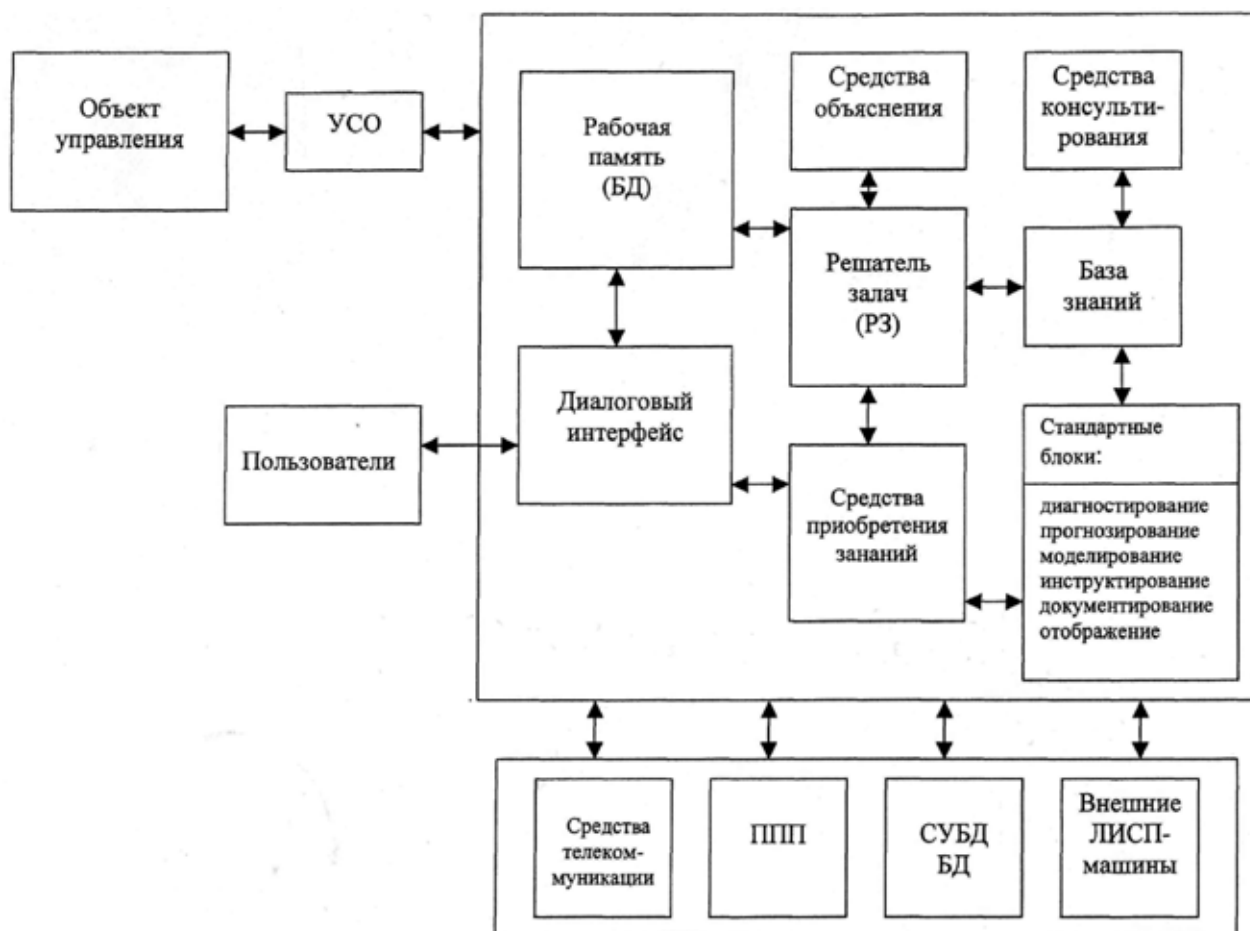 Объект
управления
УСО
Рабочая
память
(БД)
Средства
объяснения
Средства
консульти-
рования
Решатель
залач
(РЗ)
База
знаний
Диалоговый
интерфейс
Пользователи
Средства
приобретения
зананий
Стандартные
блоки:
диагностирование
прогнозирование
моделирование
инструктирование
документирование
отображение
Средства
телеком-
муникации
ППП
СУБД
БД
Внешние
ЛИСП-
машины